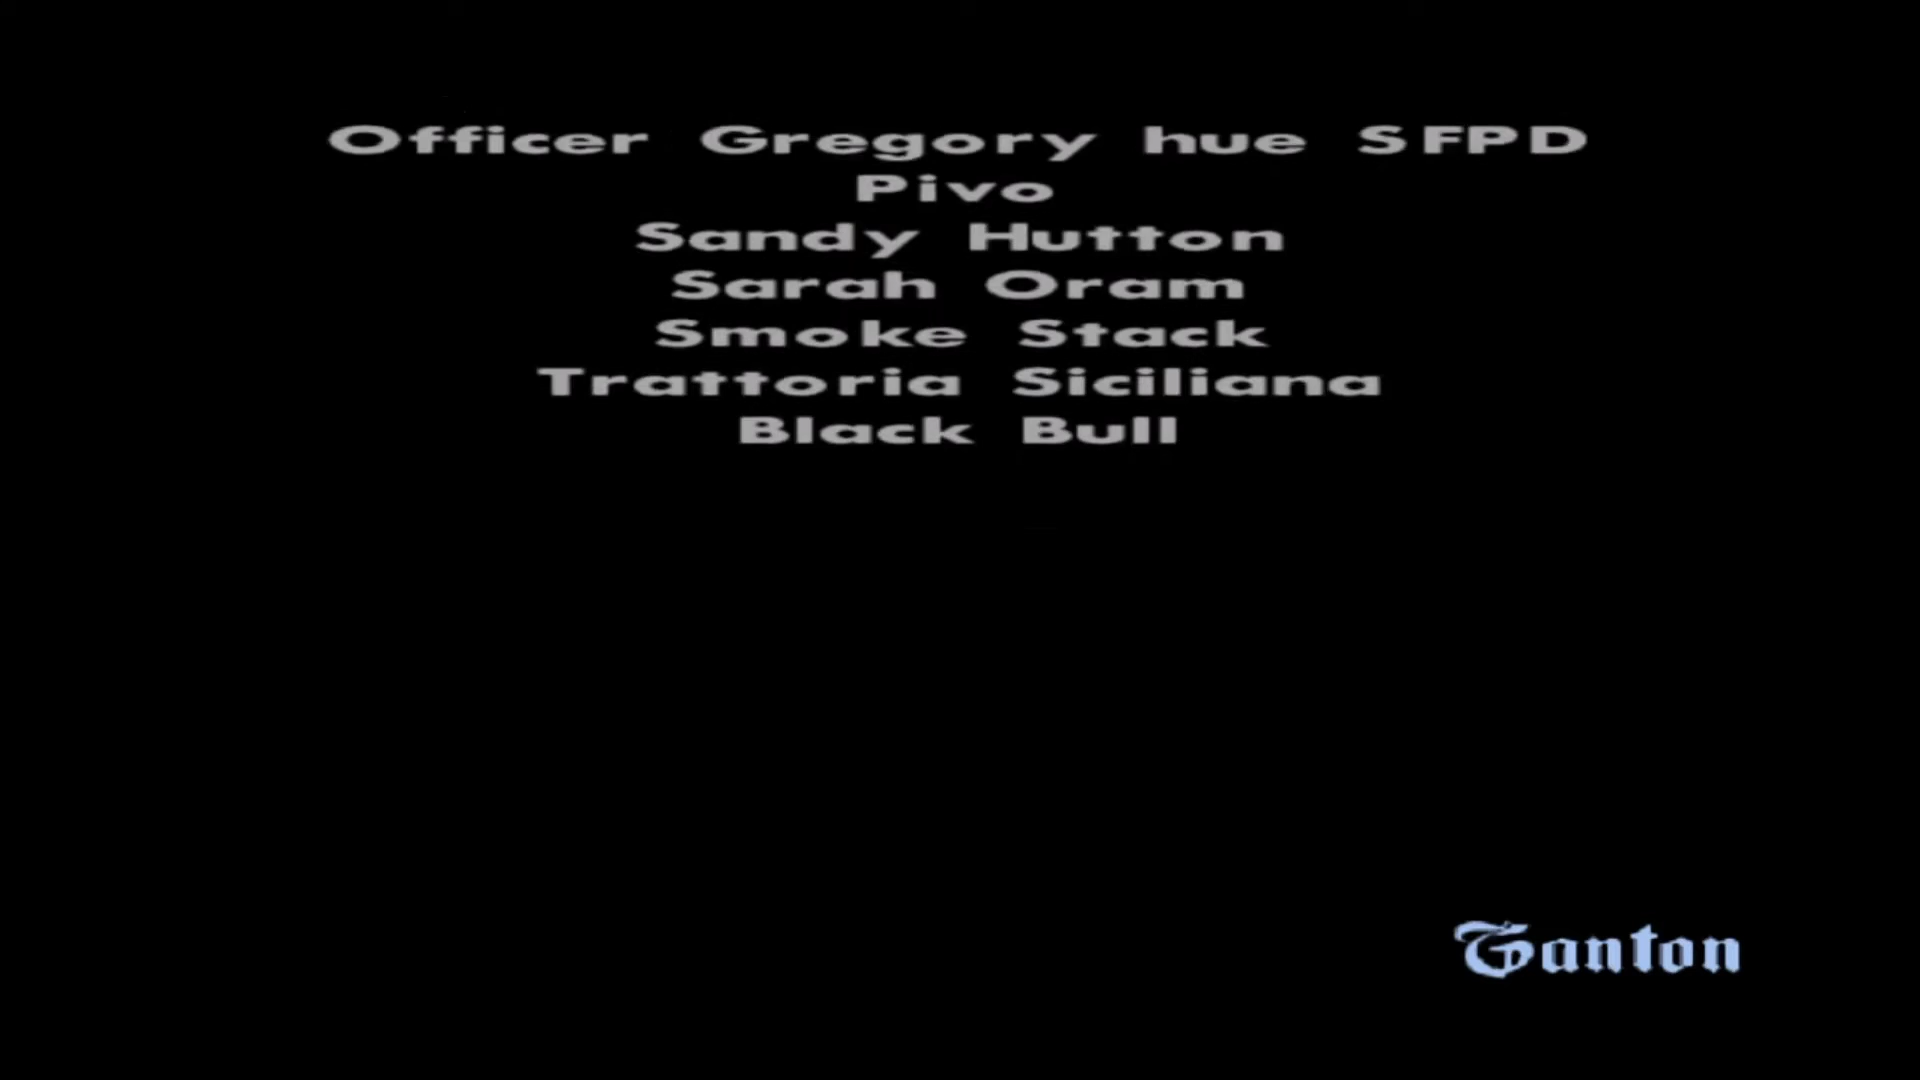 Officer Gregory hue SFPD
Pivo
Sandy Hutton
Sarah Oram
Smoke Stack
Trattoria Siciliana
Black Bull
Ganton